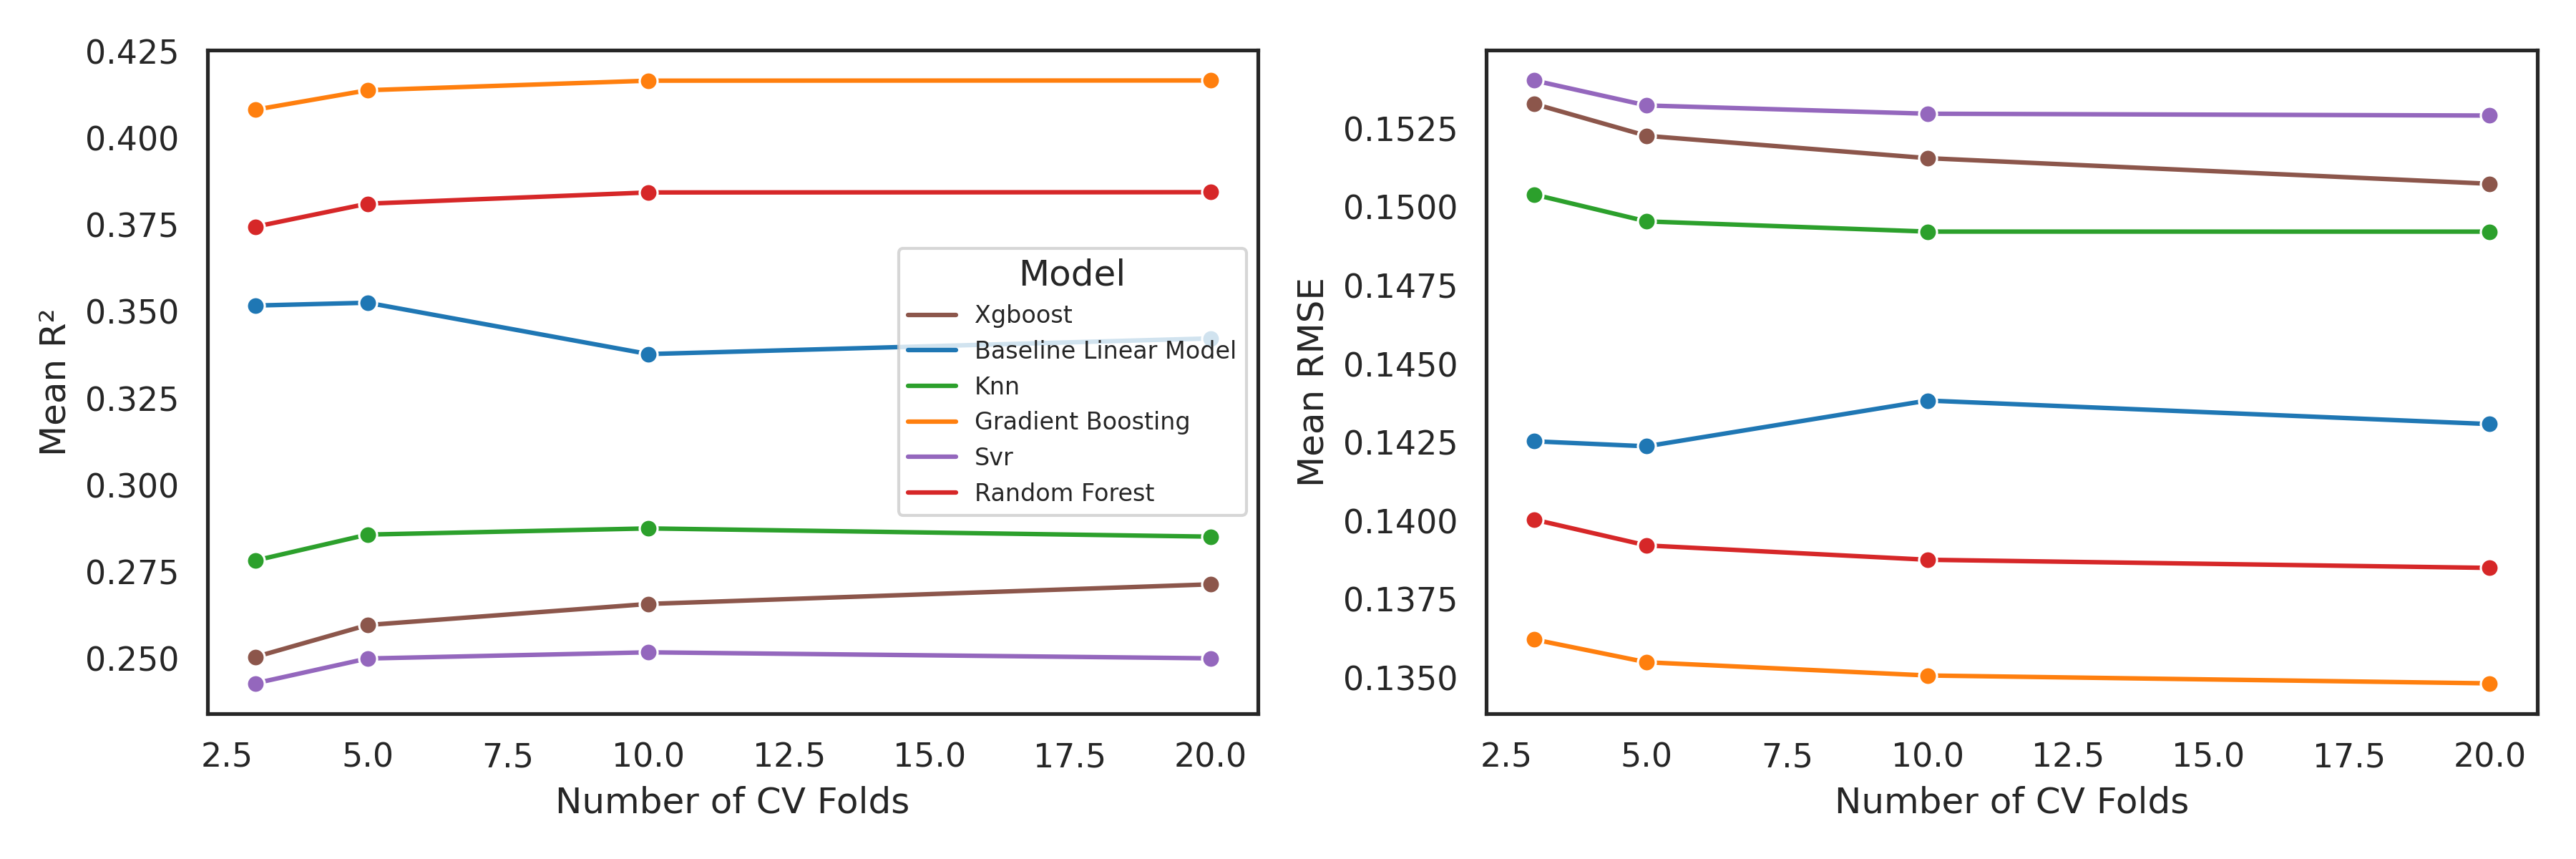 0.425
0.400
0.375
0.350
0.325
0.300
0.275
0.250
Mean R²
2.5 5.0 7.5 10.0 12.5 15.0 17.5 20.0
Number of CV Folds
Model
Xgboost
Baseline Linear Model
Knn
Gradient Boosting
Svr
Random Forest
0.1525
0.1500
0.1475
0.1450
0.1425
0.1400
0.1375
0.1350
Mean RMSE
2.5 5.0 7.5 10.0 12.5 15.0 17.5 20.0
Number of CV Folds